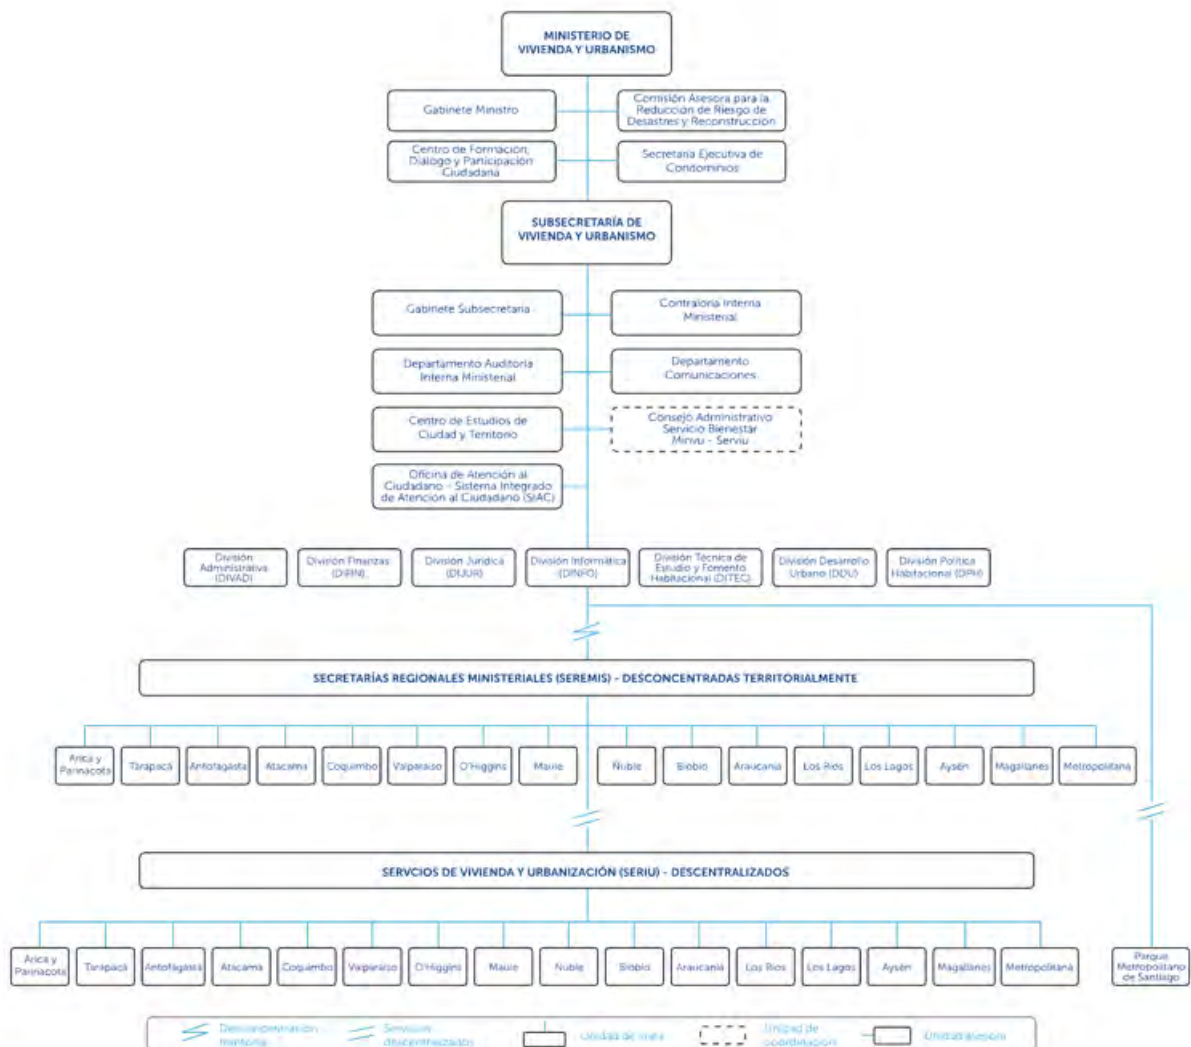 MINISTERIO DE
VIVIENDA Y URBANISMO
Gabinete Ministro
Comisión Asesora para la
Reducción de Riesgo de
Desastres y Reconstrucción
Centro de Formación,
Diálogo y Participación
Ciudadana
Secretaría Ejecutiva de
Condominios
SUBSECRETARÍA DE
VIVIENDA Y URBANISMO
Gabinete Subsecretaria
Contraloría Interna
Ministerial
Departamento Auditoría
Interna Ministerial
Departamento
Comunicaciones
Centro de Estudios de
Ciudad y Territorio
Consejo Administrativo
Servicio Bienestar
Minvu - Serviu
Oficina de Atención al
Ciudadano - Sistema Integrado
de Atención al Ciudadano (SIAC)
División
Administrativa
(DIVAD)
División Finanzas
(DIFIN)
División Jurídica
(DIJUR)
División Informática
(DINFO)
División Técnica de
Estudio y Fomento
Habitacional (DITEC)
División Desarrollo
Urbano (DDU)
División Política
Habitacional (DPH)
SECRETARÍAS REGIONALES MINISTERIALES (SEREMIS) - DESCONCENTRADAS TERRITORIALMENTE
Arica y
Parinacota
Tarapacá
Antofagasta
Atacama
Coquimbo
Valparaíso
O'Higgins
Maule
Ñuble
Biobío
Araucanía
Los Ríos
Los Lagos
Aysén
Magallanes
Metropolitana
SERVCIOS DE VIVIENDA Y URBANIZACIÓN (SERIU) - DESCENTRALIZADOS
Arica y
Parinacota
Tarapacá
Antofagasta
Atacama
Coquimbo
Valparaíso
O'Higgins
Maule
Ñuble
Biobío
Araucanía
Los Ríos
Los Lagos
Aysén
Magallanes
Metropolitana
Parque
Metropolitano
de Santiago
Desconcentración
Servicios
descentralizados
Unidad de
Unidad de
coordinación
Unidad asesora